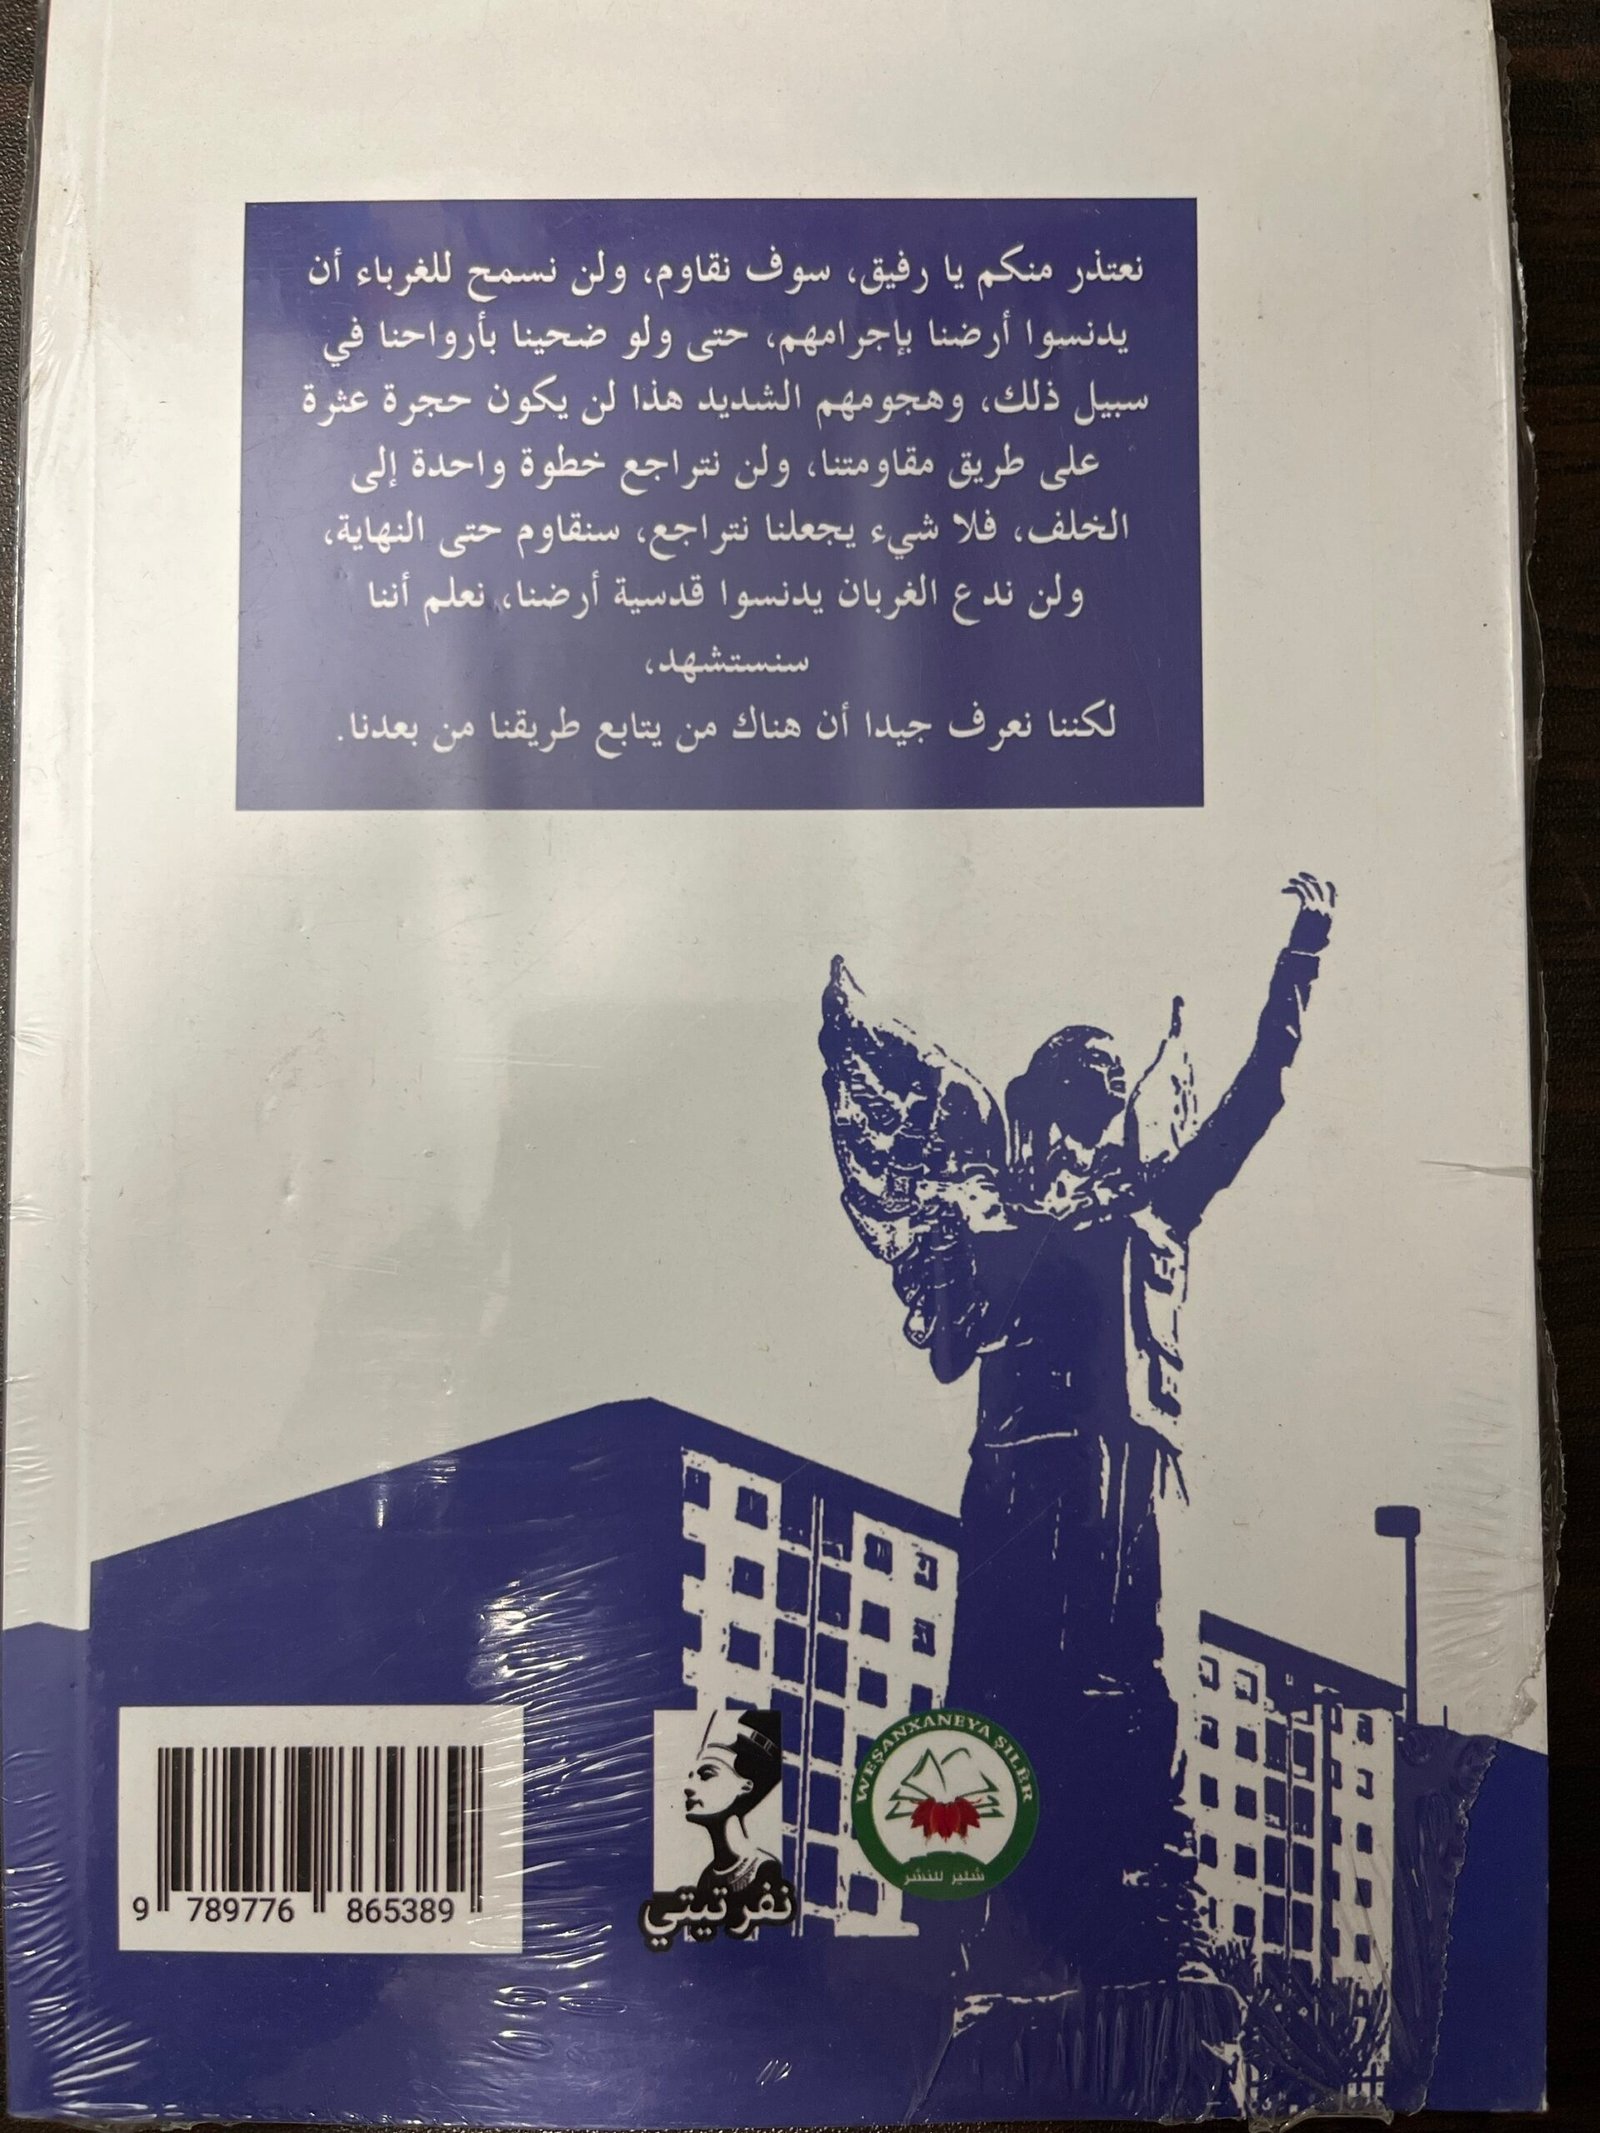 نعتذر منكم يا رفيق، سوف نقاوم، ولن نسمح للغرباء أن
يدنسوا أرضنا بإجرامهم، حتى ولو ضحينا بأرواحنا في
سبيل ذلك، وهجومهم الشديد هذا لن يكون حجرة عثرة
على طريق مقاومتنا، ولن نتراجع خطوة واحدة إلى
الخلف، فلا شيء يجعلنا نتراجع، سنقاوم حتى النهاية،
ولن ندع الغربان يدنسوا قدسية أرضنا، نعلم أننا
سنستشهد،
لكننا نعرف جيدا أن هناك من يتابع طريقنا من بعدنا.
WEŞANXANEYA ŞILÊR
شلير للنشر
نفرتيتي
9 789776 865389